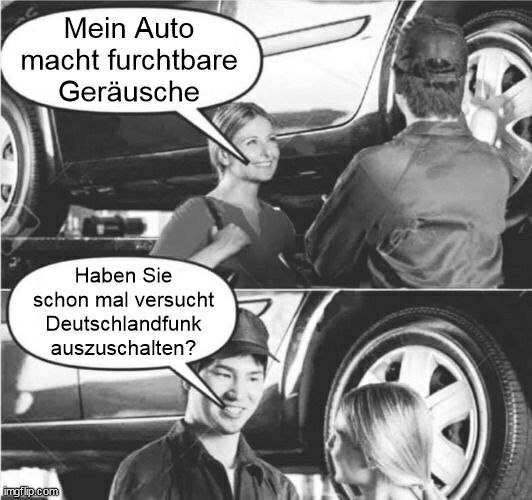 Mein Auto
macht furchtbare
Geräusche
Haben Sie
schon mal versucht
Deutschlandfunk
auszuschalten?
imgflip.com